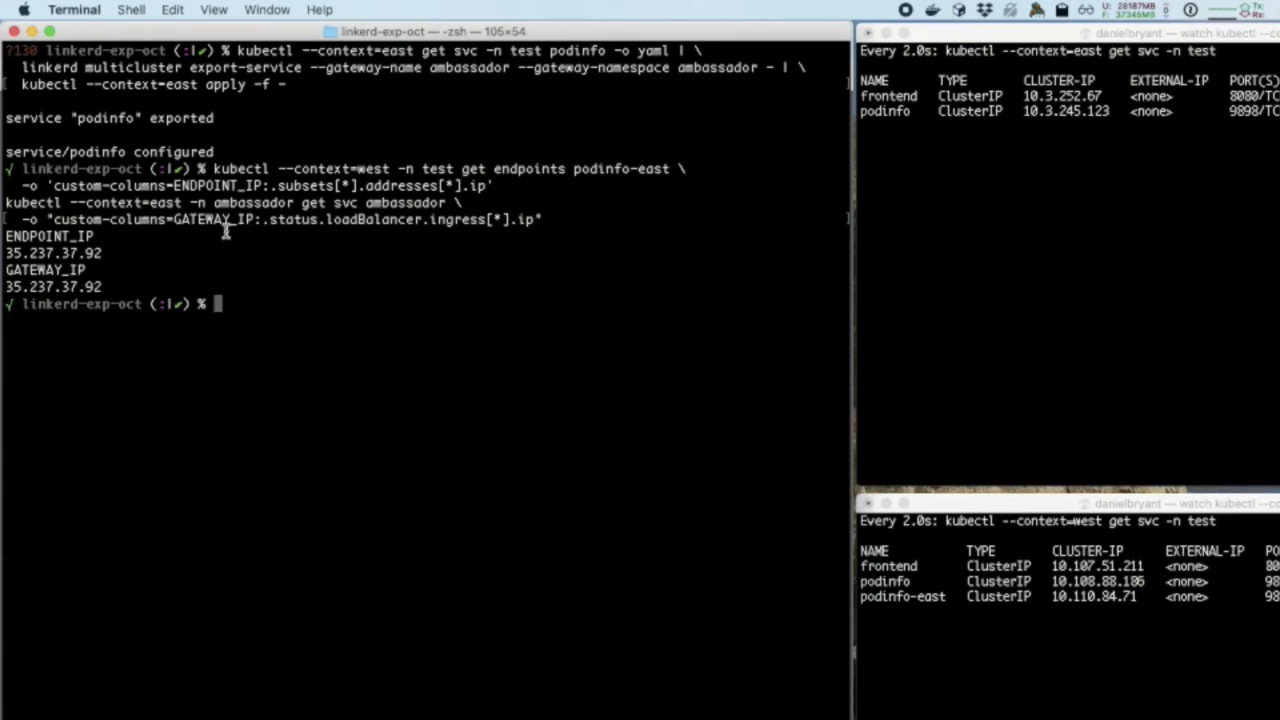 Terminal Shell Edit View Window Help
U: 28187MB
F: 37345MB
Tx:
Rx:
linkerd-exp-oct — -zsh — 105×54
?130 linkerd-exp-oct (:|✔) % kubectl --context=east get svc -n test podinfo -o yaml | \
linkerd multicluster export-service --gateway-name ambassador --gateway-namespace ambassador - | \
kubectl --context=east apply -f -
service "podinfo" exported
service/podinfo configured
√ linkerd-exp-oct (:|✔) % kubectl --context=west -n test get endpoints podinfo-east \
-o 'custom-columns=ENDPOINT_IP:.subsets[*].addresses[*].ip'
kubectl --context=east -n ambassador get svc ambassador \
-o "custom-columns=GATEWAY_IP:.status.loadBalancer.ingress[*].ip"
ENDPOINT_IP
35.237.37.92
GATEWAY_IP
35.237.37.92
√ linkerd-exp-oct (:|✔) %
danielbryant — watch kubectl --co
Every 2.0s: kubectl --context=east get svc -n test
NAME TYPE CLUSTER-IP EXTERNAL-IP PORT(S)
frontend ClusterIP 10.3.252.67 <none> 8080/TC
podinfo ClusterIP 10.3.245.123 <none> 9898/TC
danielbryant — watch kubectl --co
Every 2.0s: kubectl --context=west get svc -n test
NAME TYPE CLUSTER-IP EXTERNAL-IP PO
frontend ClusterIP 10.107.51.211 <none> 80
podinfo ClusterIP 10.108.88.186 <none> 98
podinfo-east ClusterIP 10.110.84.71 <none> 98